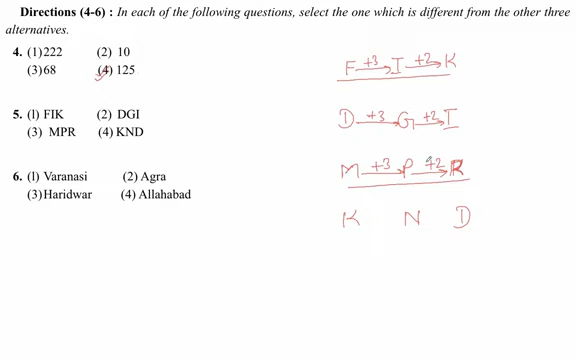 Directions (4-6) : In each of the following questions, select the one which is different from the other three
alternatives.
4. (1) 222 (2) 10
(3) 68 (4) 125
5. (l) FIK (2) DGI
(3) MPR (4) KND
6. (l) Varanasi (2) Agra
(3) Haridwar (4) Allahabad
F +3 I +2 K
D +3 G +2 I
M +3 P +2 R
K N D